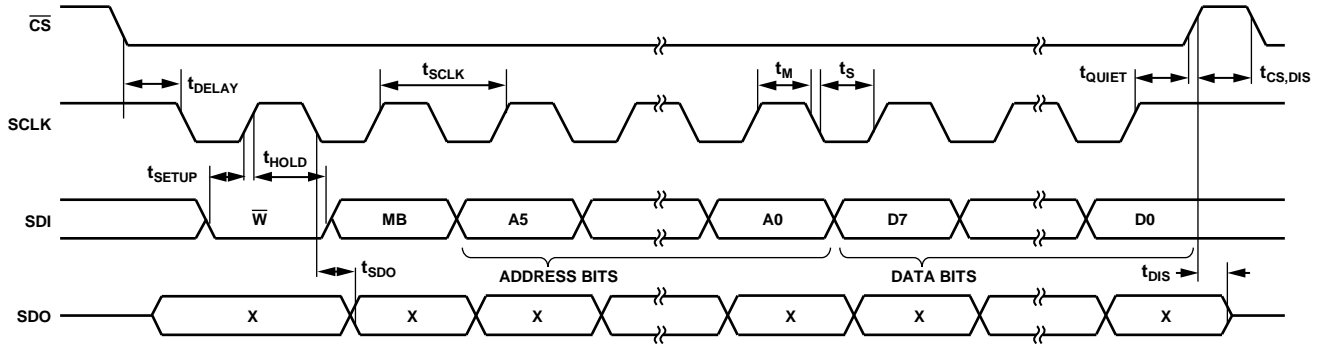 CS
tDELAY
tSCLK
tM
tS
tQUIET
tCS,DIS
SCLK
tSETUP
tHOLD
SDI
W
MB
A5
A0
D7
D0
tSDO
ADDRESS BITS
DATA BITS
tDIS
SDO
X
X
X
X
X
X